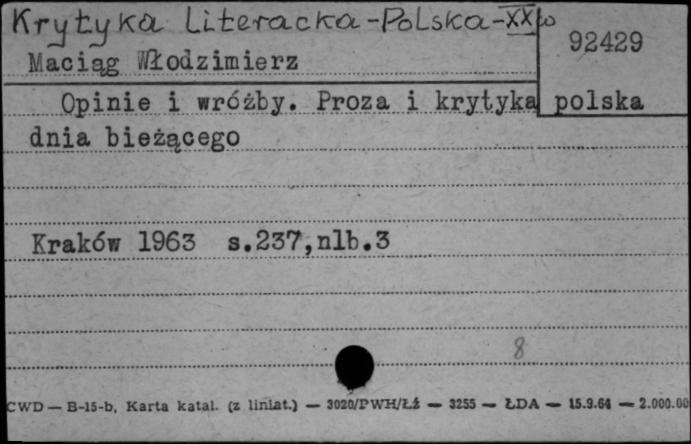 Krytyka Literacka-Polska-XXw
92429
Maciąg Włodzimierz
Opinie i wróżby. Proza i krytyka polska
dnia bieżącego
Kraków 1963 s.237,nlb.3
8
CWD — B-15-b, Karta katal. (z liniat.) — 3020/PWH/Łź — 3255 — ŁDA — 15.9.64 — 2.000.00